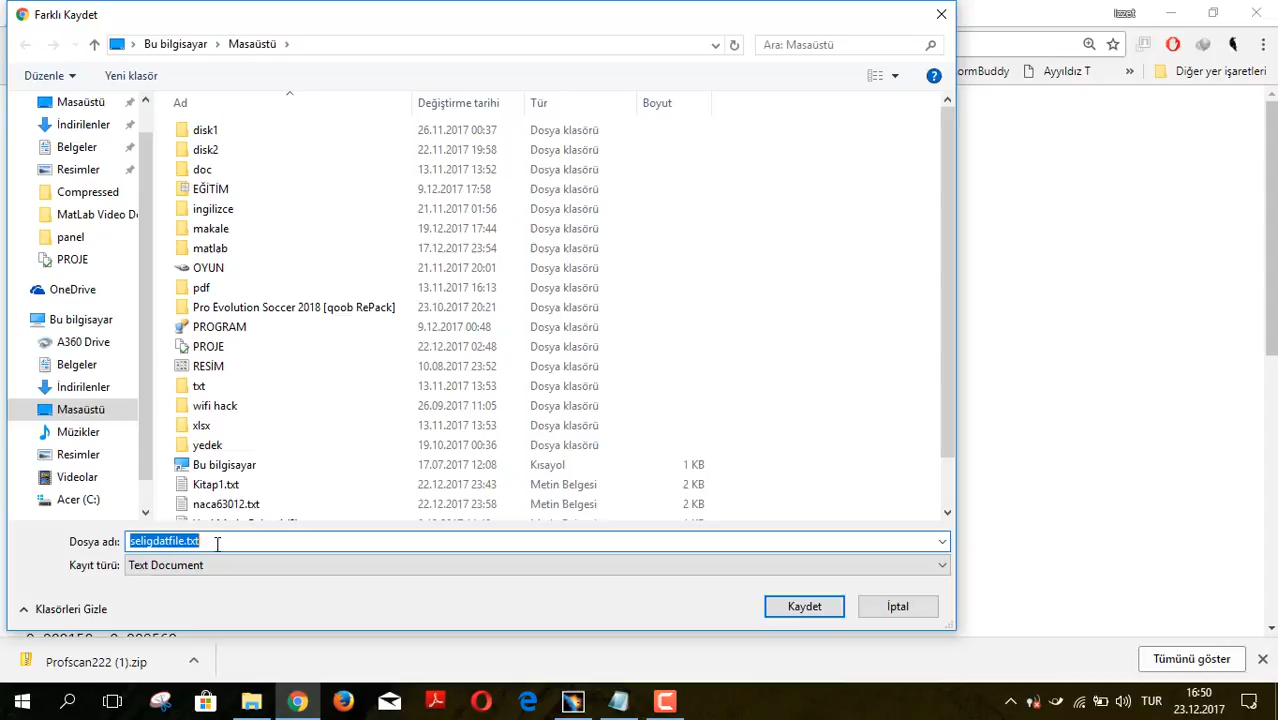 Farklı Kaydet
Izzet
Bu bilgisayar
Masaüstü
Ara: Masaüstü
Düzenle
Yeni klasör
ormBuddy
Ayyıldız T
»
Diğer yer işaretleri
Masaüstü
İndirilenler
Belgeler
Resimler
Compressed
MatLab Video D
panel
PROJE
OneDrive
Bu bilgisayar
A360 Drive
Belgeler
İndirilenler
Masaüstü
Müzikler
Resimler
Videolar
Acer (C:)
Ad Değiştirme tarihi Tür Boyut
disk1 26.11.2017 00:37 Dosya klasörü
disk2 22.11.2017 19:58 Dosya klasörü
doc 13.11.2017 13:52 Dosya klasörü
EĞİTİM 9.12.2017 17:58 Dosya klasörü
ingilizce 21.11.2017 01:56 Dosya klasörü
makale 19.12.2017 17:44 Dosya klasörü
matlab 17.12.2017 23:54 Dosya klasörü
OYUN 21.11.2017 20:01 Dosya klasörü
pdf 13.11.2017 16:13 Dosya klasörü
Pro Evolution Soccer 2018 [qoob RePack] 23.10.2017 20:21 Dosya klasörü
PROGRAM 9.12.2017 00:48 Dosya klasörü
PROJE 22.12.2017 02:48 Dosya klasörü
RESİM 10.08.2017 23:52 Dosya klasörü
txt 13.11.2017 13:53 Dosya klasörü
wifi hack 26.09.2017 11:05 Dosya klasörü
xlsx 13.11.2017 13:53 Dosya klasörü
yedek 19.10.2017 00:36 Dosya klasörü
Bu bilgisayar 17.07.2017 12:08 Kısayol 1 KB
Kitap1.txt 22.12.2017 23:43 Metin Belgesi 2 KB
naca63012.txt 22.12.2017 23:58 Metin Belgesi 2 KB
Dosya adı: seligdatfile.txt
Kayıt türü: Text Document
Klasörleri Gizle
Kaydet
İptal
Profscan222 (1).zip
Tümünü göster
TUR
16:50
23.12.2017